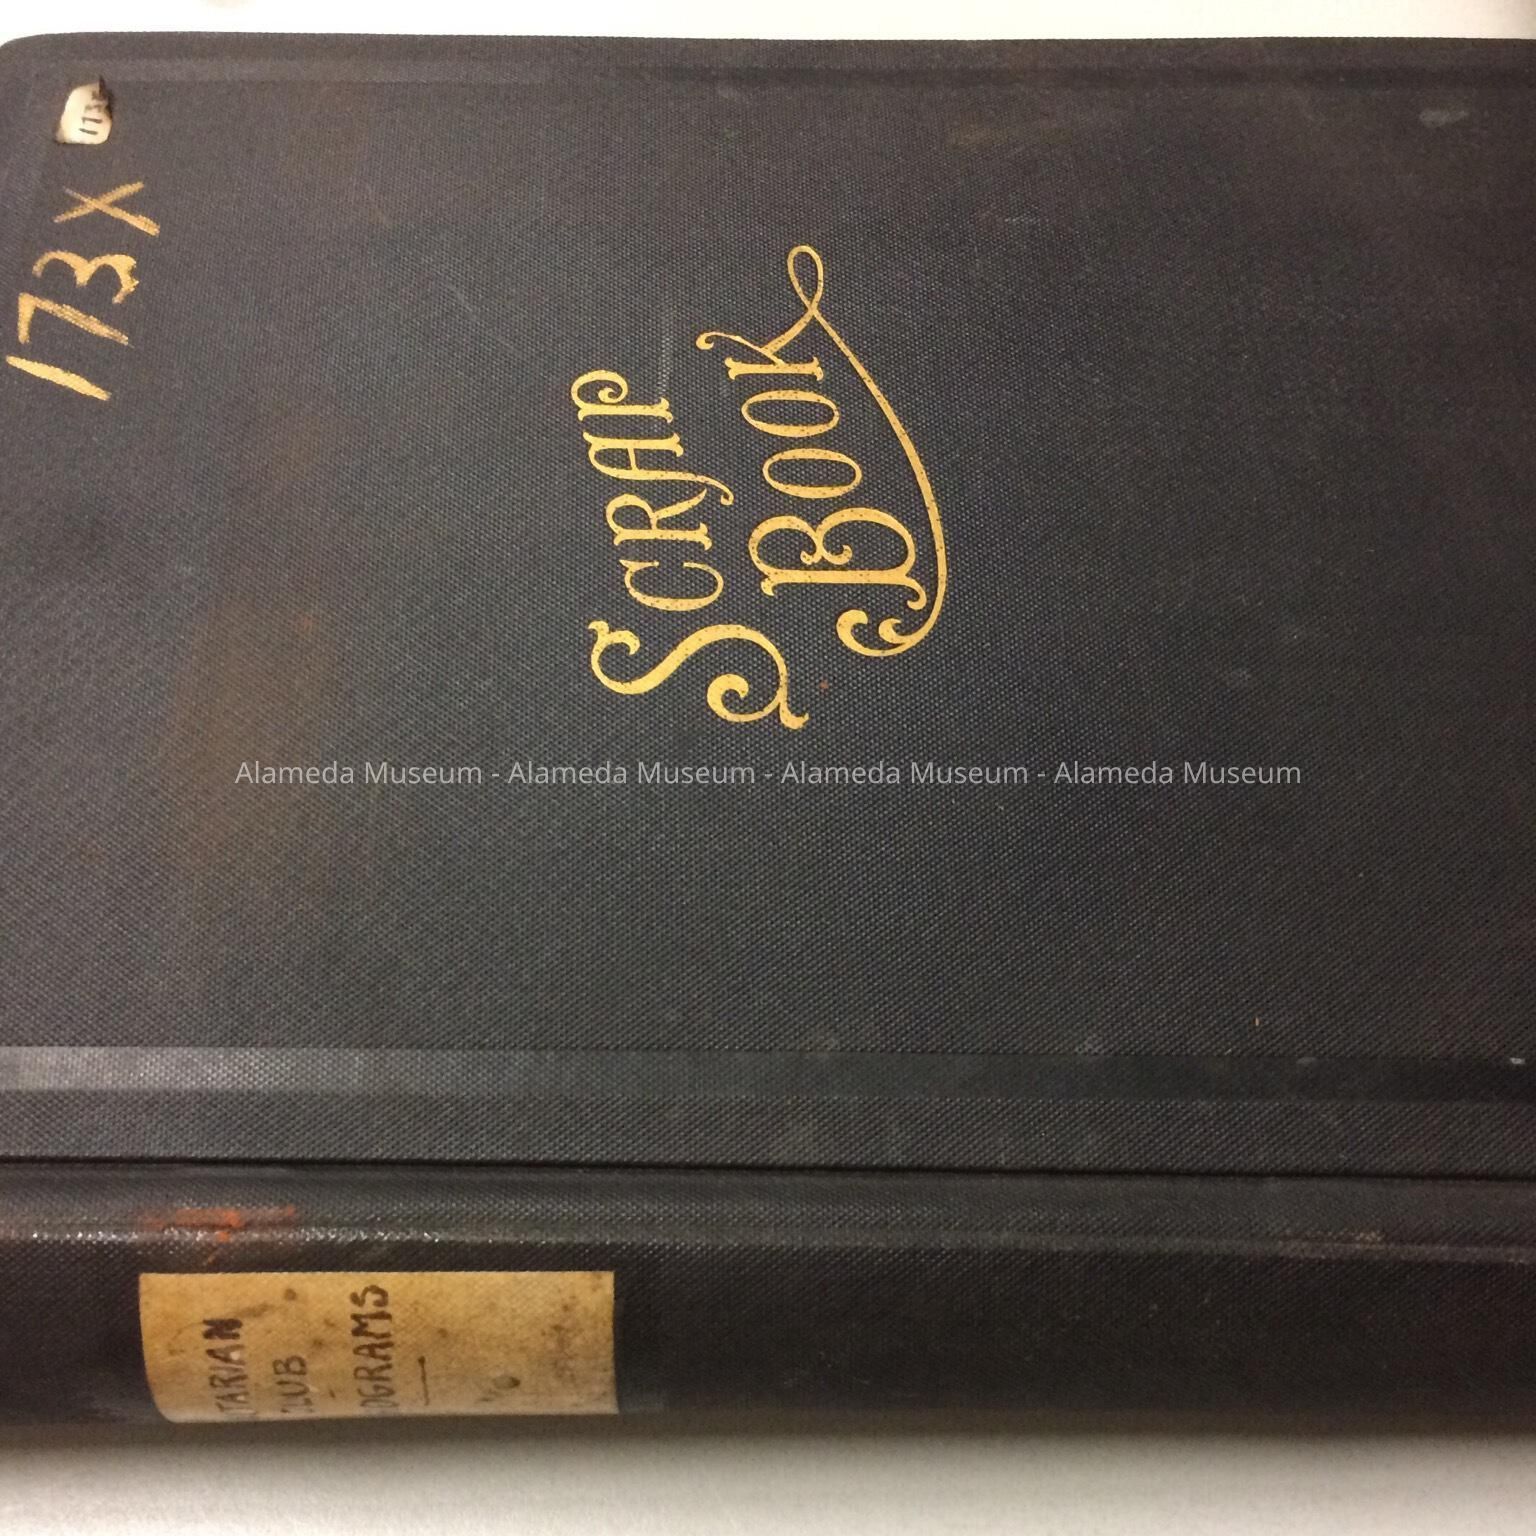 173X
SCRAP
BOOK
Alameda Museum - Alameda Museum - Alameda Museum - Alameda Museum
TARIAN
CLUB
OGRAMS